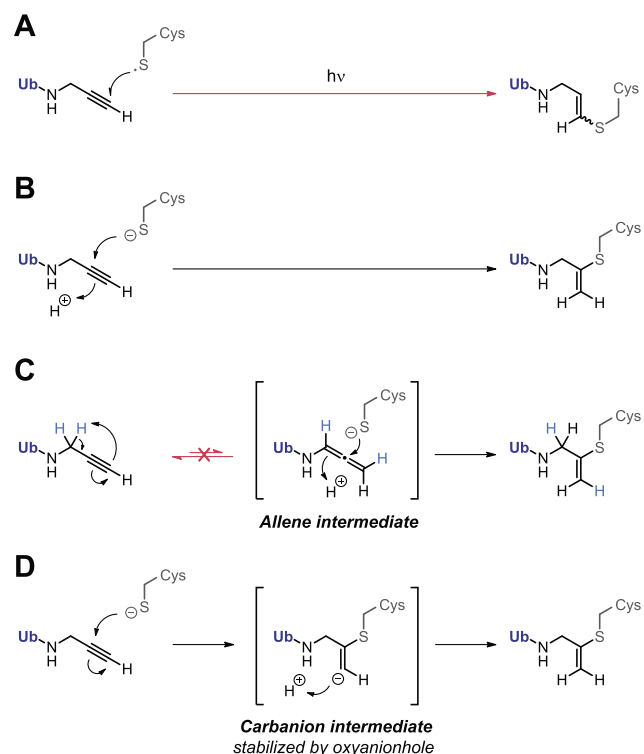 A
Cys
·S
Ub
N
H
H
hν
Ub
N
H
H
S
Cys
B
Cys
⊖
S
Ub
N
H
H
H
⊕
Ub
N
H
S
Cys
H
H
C
H
H
Ub
N
H
H
Cys
⊖
S
H
Ub
N
H
H
⊕
H
H
Allene intermediate
H
H
Ub
N
H
S
Cys
H
H
D
Cys
⊖
S
Ub
N
H
H
Cys
S
Ub
N
H
H
⊕
⊖
H
Carbanion intermediate
stabilized by oxyanionhole
Cys
S
Ub
N
H
H
H